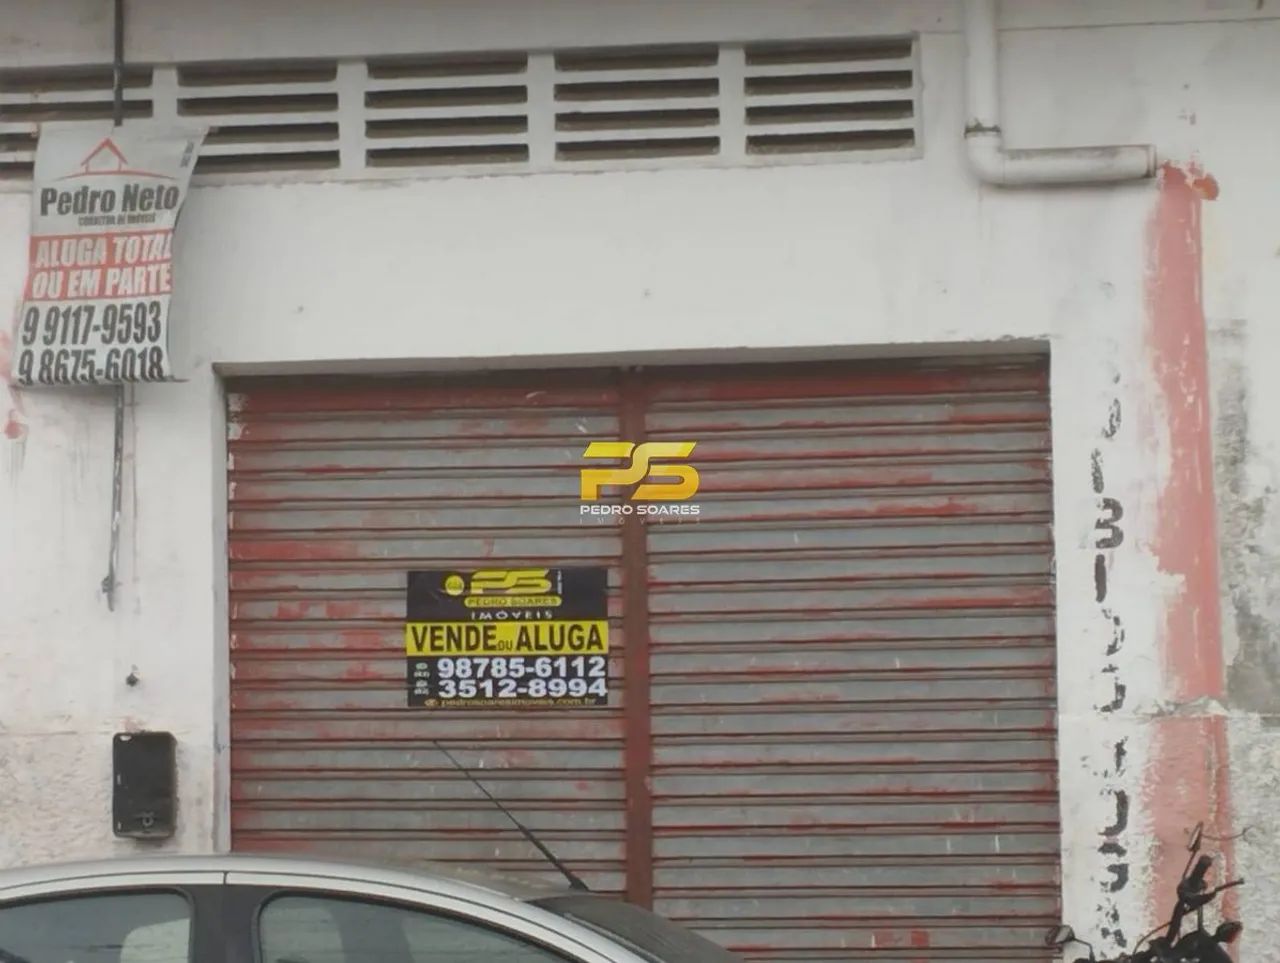 Pedro Neto
CORRETOR DE IMÓVEIS
ALUGA TOTAL
OU EM PARTE
9 9117-9593
9 8675-6018
PS
PEDRO SOARES
IMÓVEIS
PS
PEDRO SOARES
IMÓVEIS
VENDE OU ALUGA
98785-6112
3512-8994
pedrosoaresimoveis.com.br